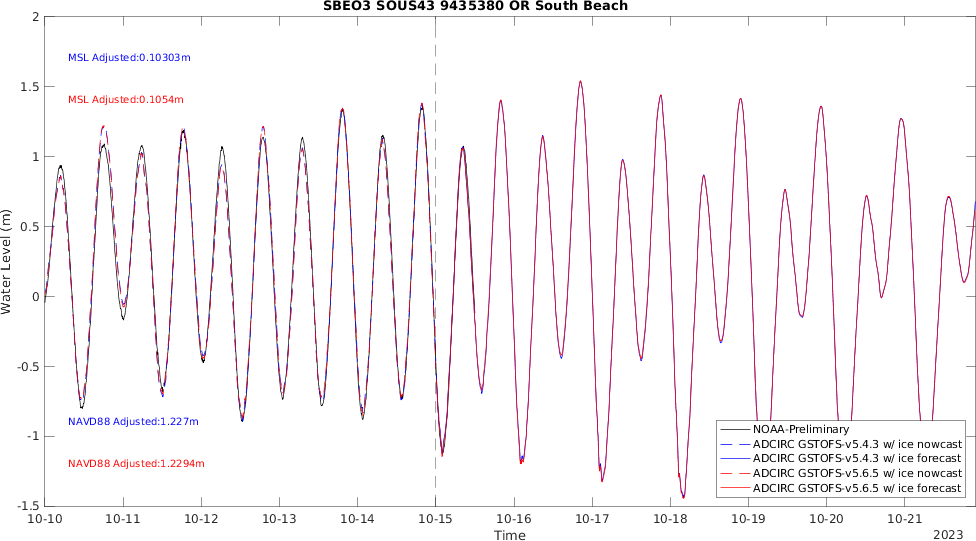 SBEO3 SOUS43 9435380 OR South Beach
2
1.5
1
0.5
0
-0.5
-1
-1.5
Water Level (m)
MSL Adjusted:0.10303m
MSL Adjusted:0.1054m
NAVD88 Adjusted:1.227m
NAVD88 Adjusted:1.2294m
NOAA-Preliminary
ADCIRC GSTOFS-v5.4.3 w/ ice nowcast
ADCIRC GSTOFS-v5.4.3 w/ ice forecast
ADCIRC GSTOFS-v5.6.5 w/ ice nowcast
ADCIRC GSTOFS-v5.6.5 w/ ice forecast
10-10 10-11 10-12 10-13 10-14 10-15 10-16 10-17 10-18 10-19 10-20 10-21
Time
2023